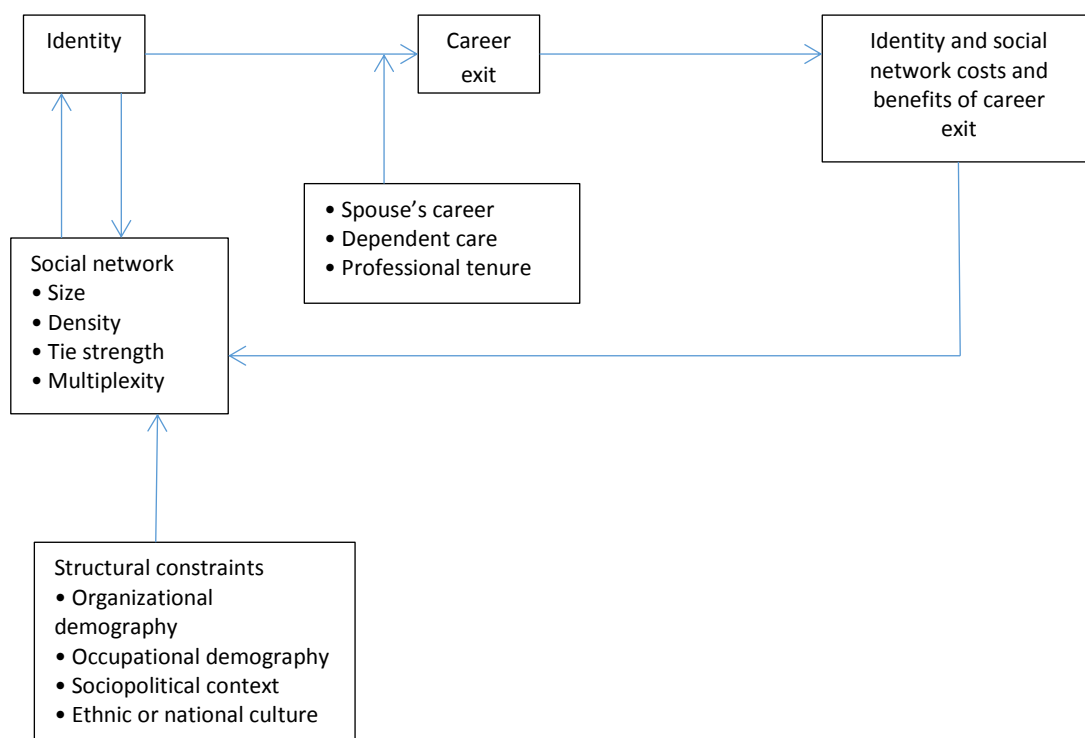 Identity
Career
exit
Identity and social
network costs and
benefits of career
exit
• Spouse’s career
• Dependent care
• Professional tenure
Social network
• Size
• Density
• Tie strength
• Multiplexity
Structural constraints
• Organizational
demography
• Occupational demography
• Sociopolitical context
• Ethnic or national culture